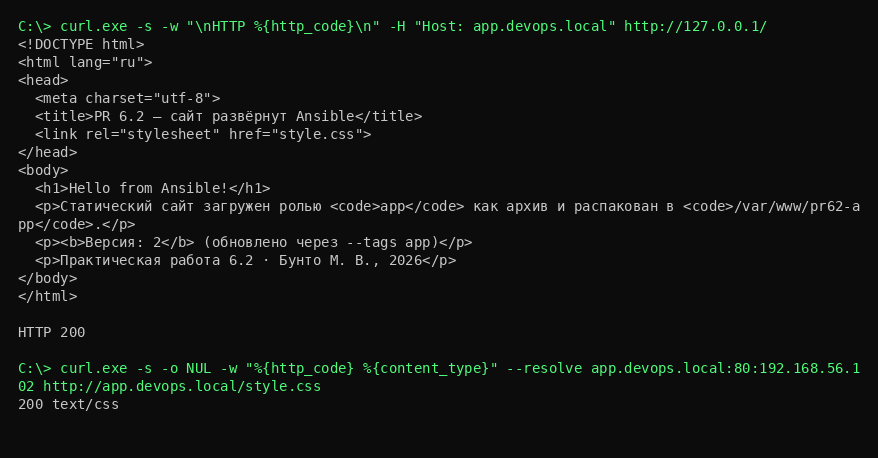 C:\> curl.exe -s -w "\nHTTP %{http_code}\n" -H "Host: app.devops.local" http://127.0.0.1/
<!DOCTYPE html>
<html lang="ru">
<head>
  <meta charset="utf-8">
  <title>PR 6.2 — сайт развёрнут Ansible</title>
  <link rel="stylesheet" href="style.css">
</head>
<body>
  <h1>Hello from Ansible!</h1>
  <p>Статический сайт загружен ролью <code>app</code> как архив и распакован в <code>/var/www/pr62-a
pp</code>.</p>
  <p><b>Версия: 2</b> (обновлено через --tags app)</p>
  <p>Практическая работа 6.2 · Бунто М. В., 2026</p>
</body>
</html>

HTTP 200

C:\> curl.exe -s -o NUL -w "%{http_code} %{content_type}" --resolve app.devops.local:80:192.168.56.1
02 http://app.devops.local/style.css
200 text/css